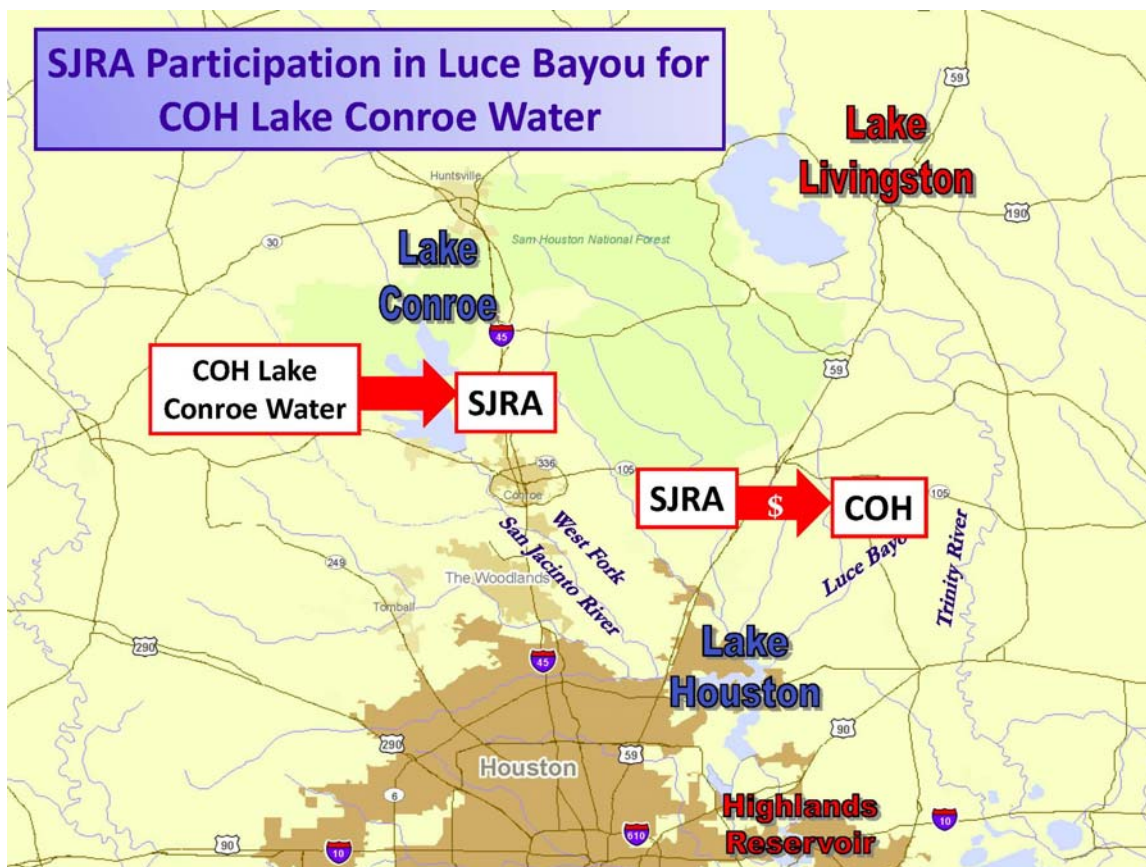 SJRA Participation in Luce Bayou for
COH Lake Conroe Water
59
Lake
Livingston
Huntsville
190
30
Sam Houston National Forest
Lake
Conroe
45
59
COH Lake
Conroe Water
SJRA
336
105
Conroe
SJRA
$
COH
105
West Fork
San Jacinto River
Luce Bayo
Trinity River
249
The Woodlands
Tomball
290
45
Lake
Houston
290
59
90
Houston
6
Highlands
Reservoir
90
10
610
10